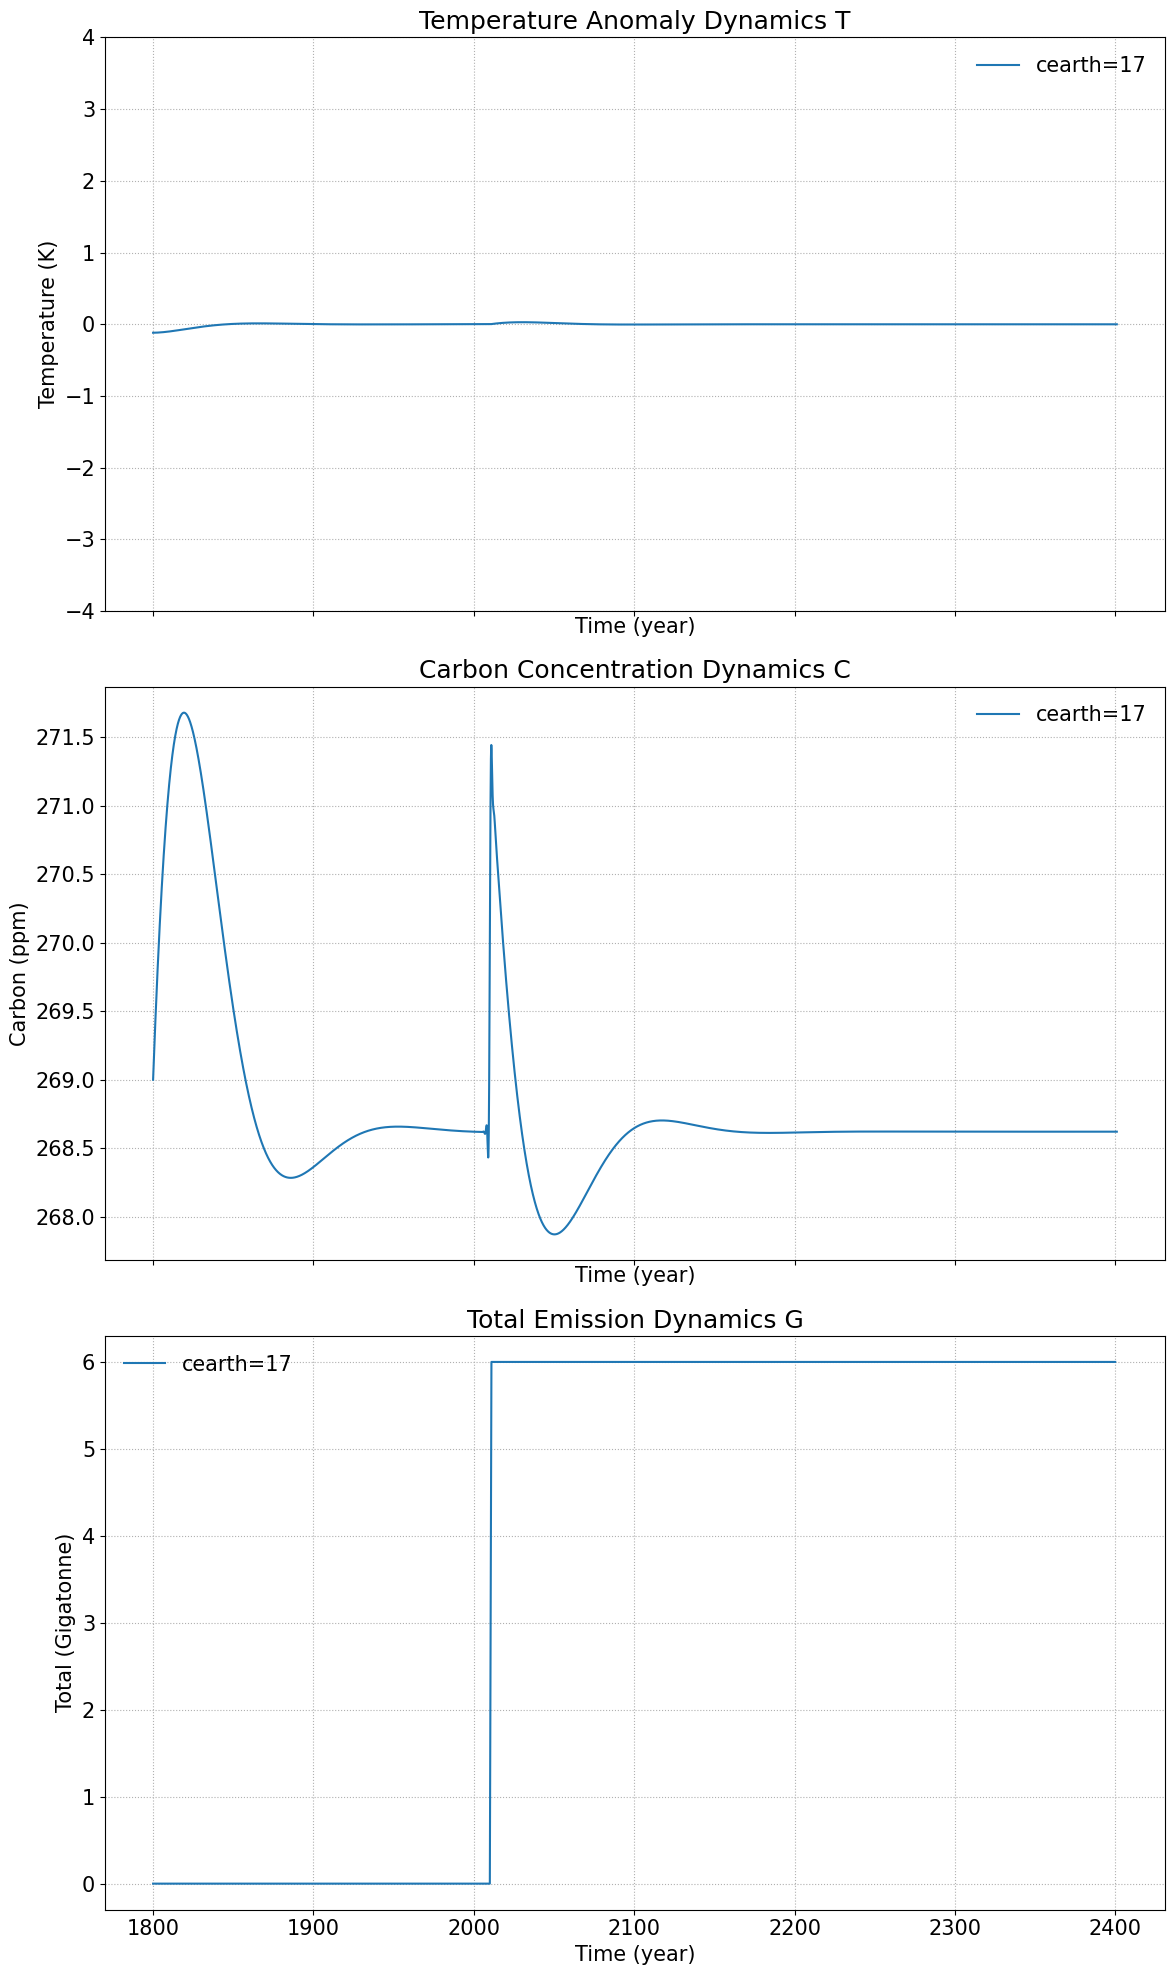 Temperature Anomaly Dynamics T
4
3
2
1
0
−1
−2
−3
−4
Temperature (K)
cearth=17
Time (year)
Carbon Concentration Dynamics C
271.5
271.0
270.5
270.0
269.5
269.0
268.5
268.0
Carbon (ppm)
cearth=17
Time (year)
Total Emission Dynamics G
6
5
4
3
2
1
0
Total (Gigatonne)
cearth=17
1800 1900 2000 2100 2200 2300 2400
Time (year)